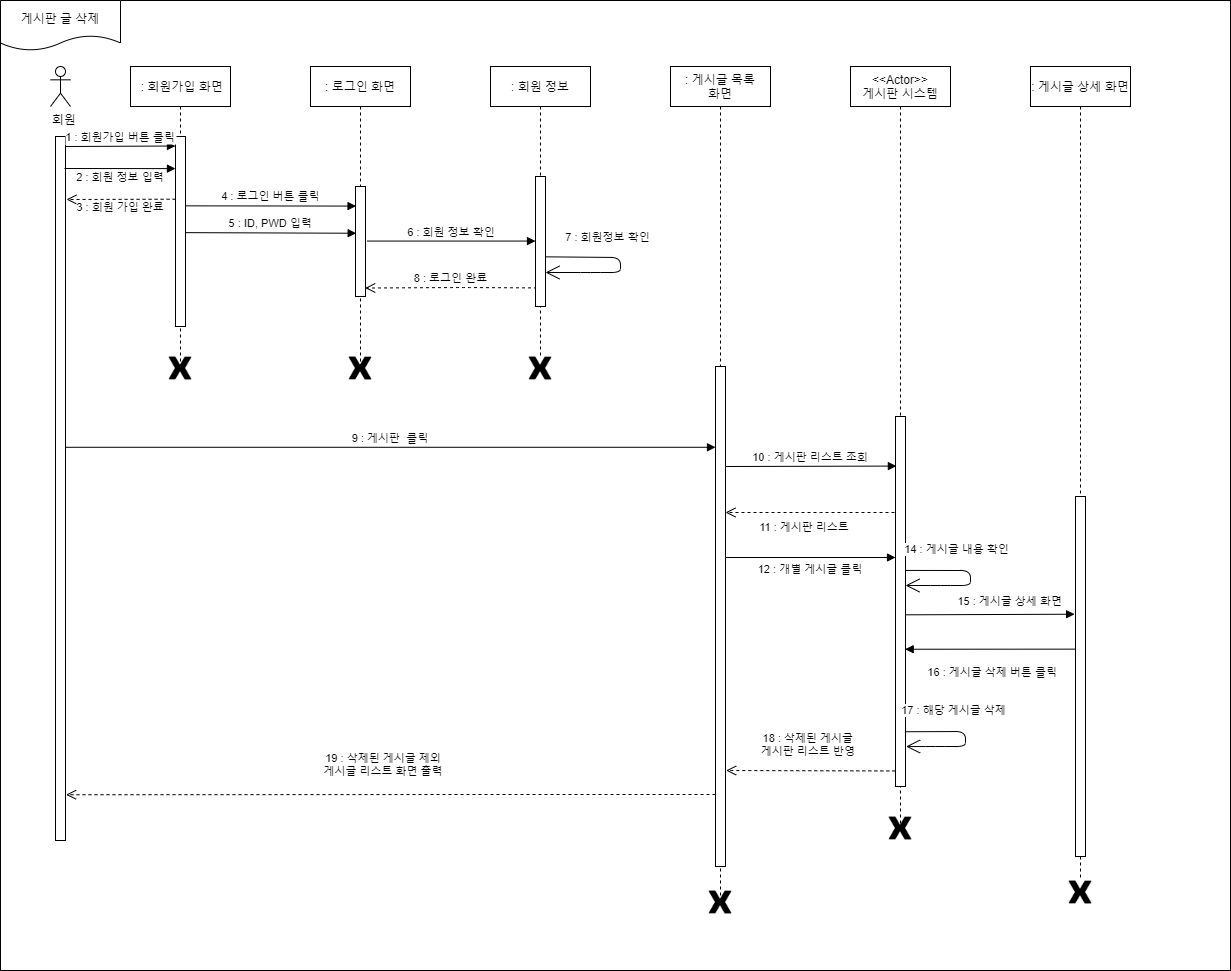 게시판 글 삭제
회원
: 회원가입 화면
: 로그인 화면
: 회원 정보
: 게시글 목록
화면
<<Actor>>
게시판 시스템
: 게시글 상세 화면
1 : 회원가입 버튼 클릭
2 : 회원 정보 입력
3 : 회원 가입 완료
4 : 로그인 버튼 클릭
5 : ID, PWD 입력
6 : 회원 정보 확인
7 : 회원정보 확인
8 : 로그인 완료
9 : 게시판 클릭
10 : 게시판 리스트 조회
11 : 게시판 리스트
12 : 개별 게시글 클릭
14 : 게시글 내용 확인
15 : 게시글 상세 화면
16 : 게시글 삭제 버튼 클릭
17 : 해당 게시글 삭제
18 : 삭제된 게시글
게시판 리스트 반영
19 : 삭제된 게시글 제외
게시글 리스트 화면 출력